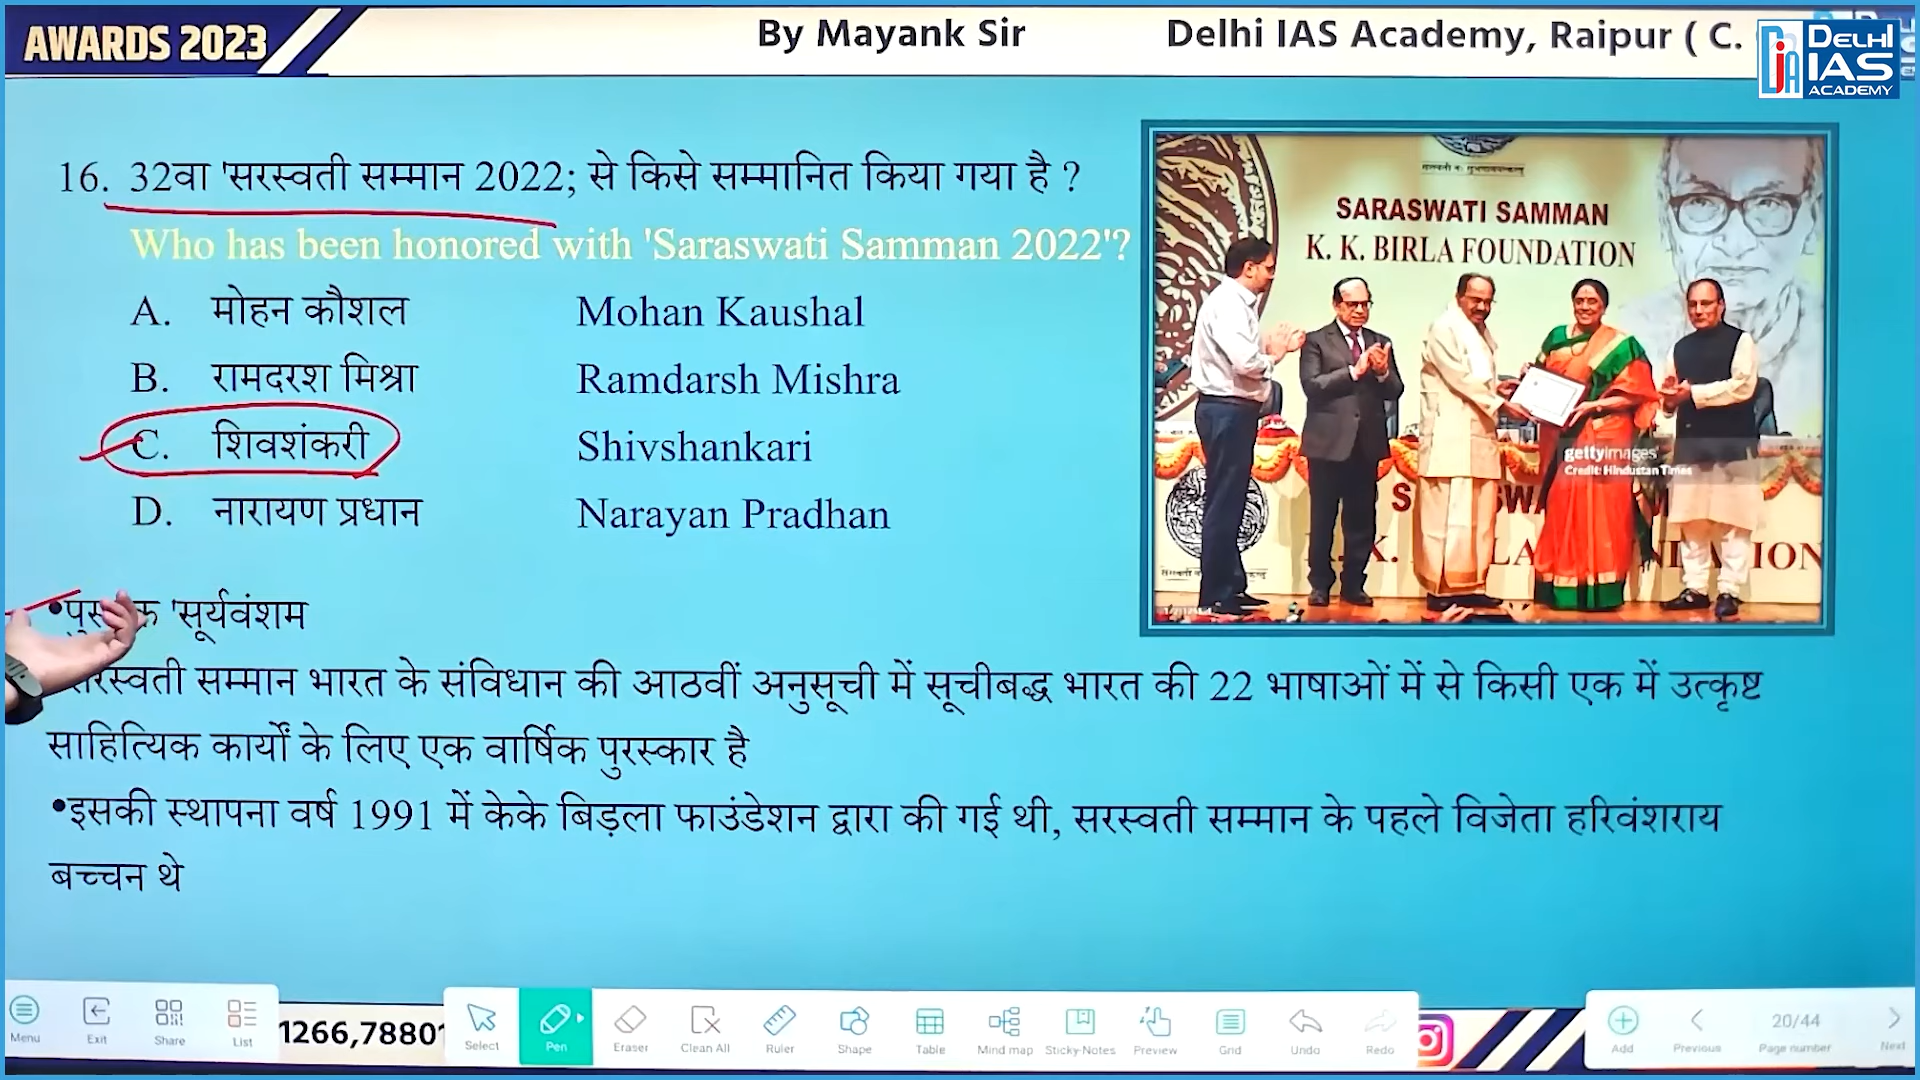 AWARDS 2023
By Mayank Sir
Delhi IAS Academy, Raipur ( C.
DELHI
IAS
ACADEMY
16. 32वा 'सरस्वती सम्मान 2022; से किसे सम्मानित किया गया है ?
Who has been honored with 'Saraswati Samman 2022'?
A. मोहन कौशल Mohan Kaushal
B. रामदरश मिश्रा Ramdarsh Mishra
C. शिवशंकरी Shivshankari
D. नारायण प्रधान Narayan Pradhan
SARASWATI SAMMAN
K. K. BIRLA FOUNDATION
gettyimages
Credit: Hindustan Times
'सूर्यवंशम
सरस्वती सम्मान भारत के संविधान की आठवीं अनुसूची में सूचीबद्ध भारत की 22 भाषाओं में से किसी एक में उत्कृष्ट
साहित्यिक कार्यों के लिए एक वार्षिक पुरस्कार है
•इसकी स्थापना वर्ष 1991 में केके बिड़ला फाउंडेशन द्वारा की गई थी, सरस्वती सम्मान के पहले विजेता हरिवंशराय
बच्चन थे
Menu Exit Share List
1266,7880
Select Pen Eraser Clean All Ruler Shape Table Mind map Sticky-Notes Preview Grid Undo Redo
Add Previous 20/44 Page number Next